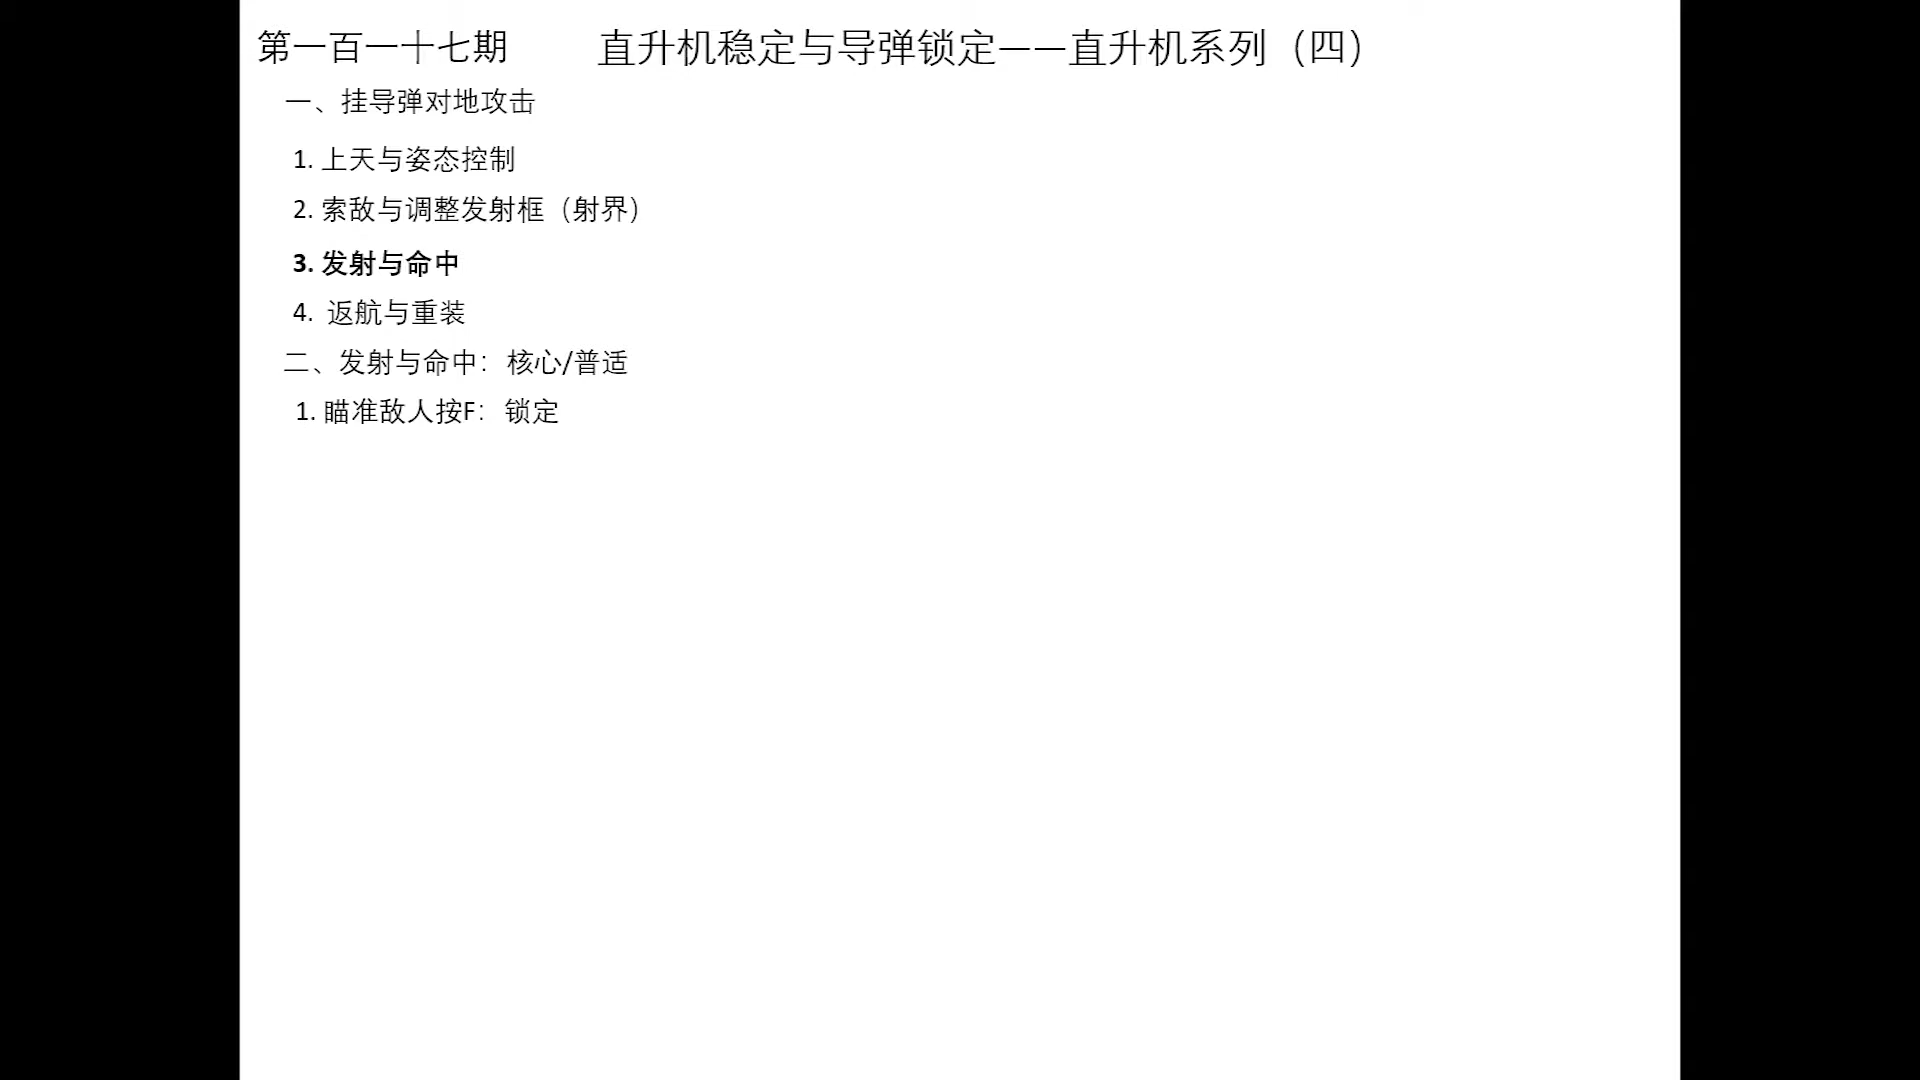 第一百一十七期 直升机稳定与导弹锁定——直升机系列（四）
一、挂导弹对地攻击
1. 上天与姿态控制
2. 索敌与调整发射框（射界）
3. 发射与命中
4. 返航与重装
二、发射与命中：核心/普适
1. 瞄准敌人按F：锁定